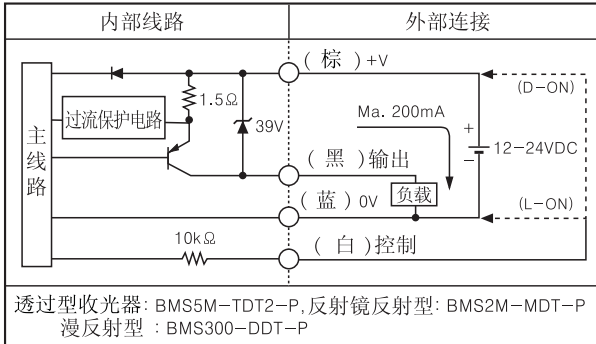 内部线路 外部连接
(棕) +V
(D-ON)
1.5Ω
过流保护电路
39V
Ma. 200mA
主线路
+
12-24VDC
-
(黑)输出
负载
(蓝) 0V
(L-ON)
10kΩ
(白)控制
透过型收光器: BMS5M-TDT2-P, 反射镜反射型: BMS2M-MDT-P
漫反射型 : BMS300-DDT-P